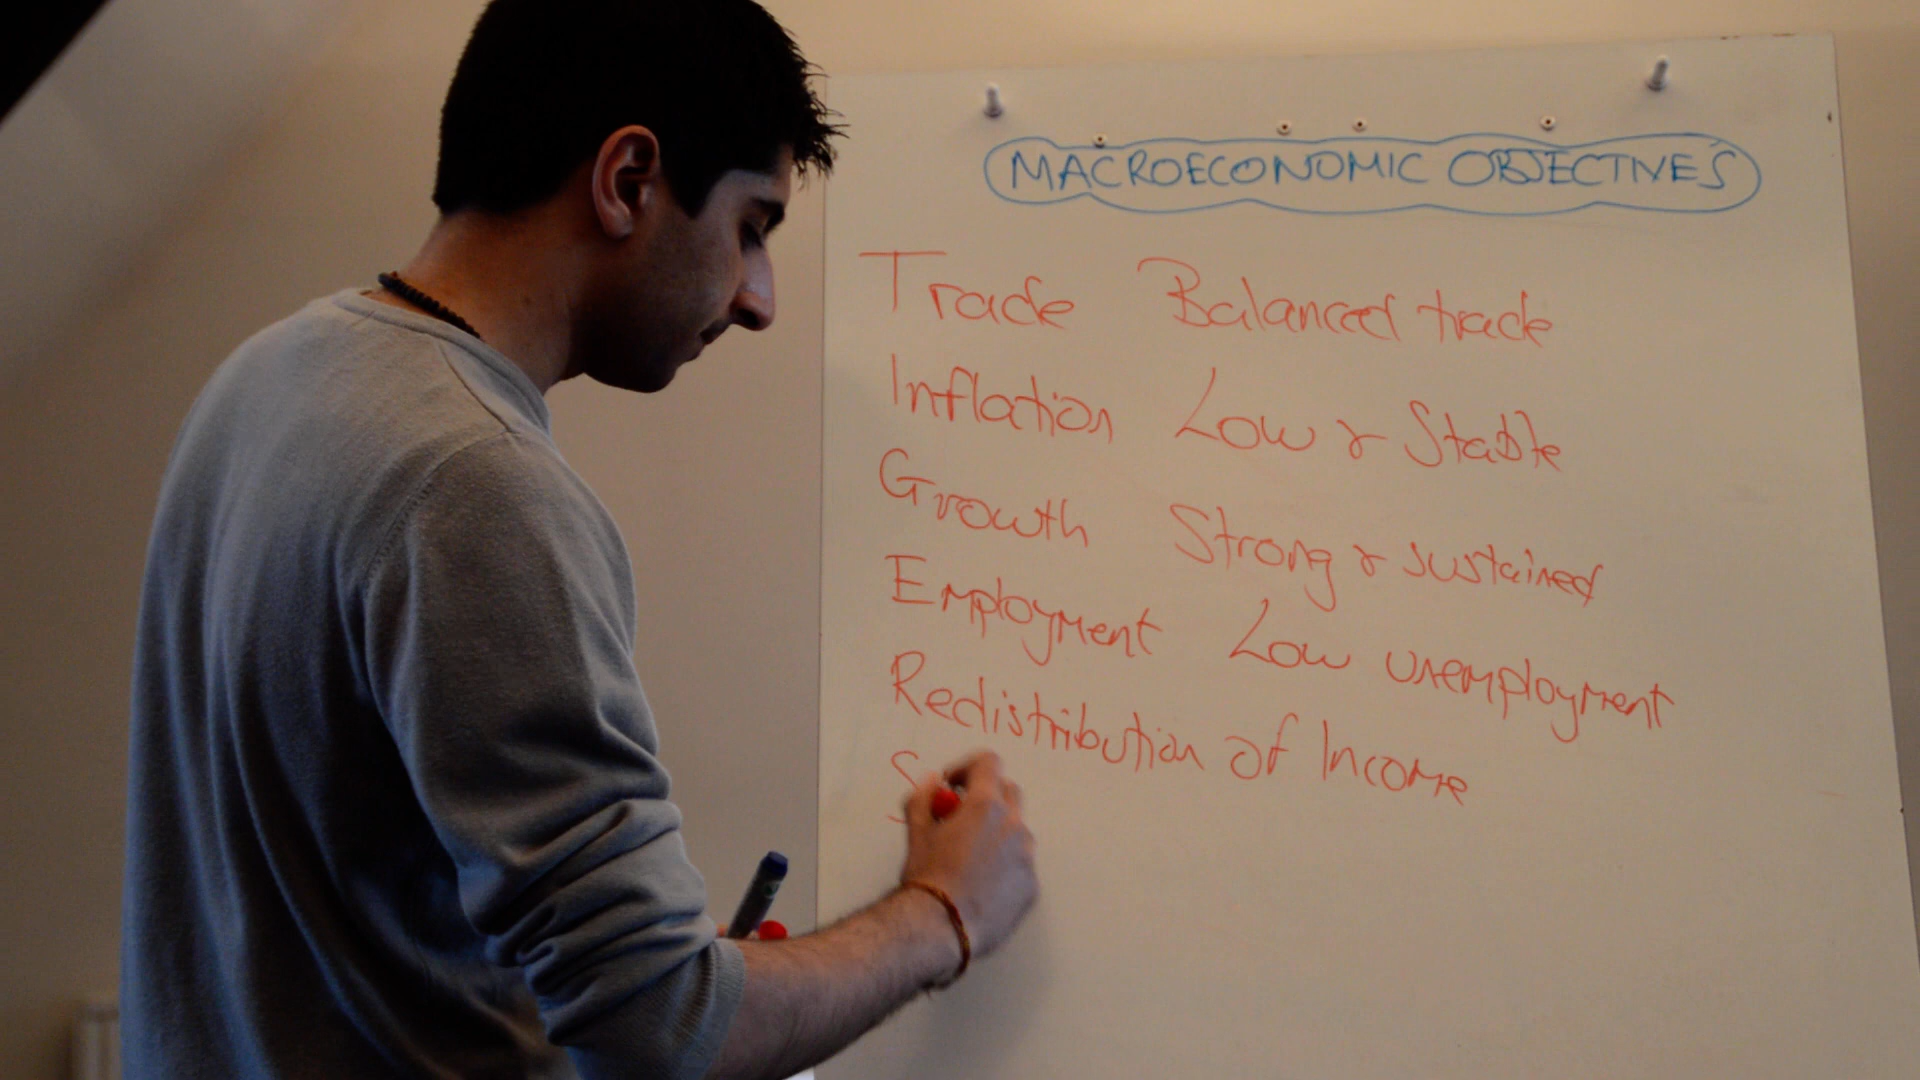 MACROECONOMIC OBJECTIVES
Trade Balanced trade
Inflation Low & Stable
Growth Strong & sustained
Employment Low unemployment
Redistribution of Income
S